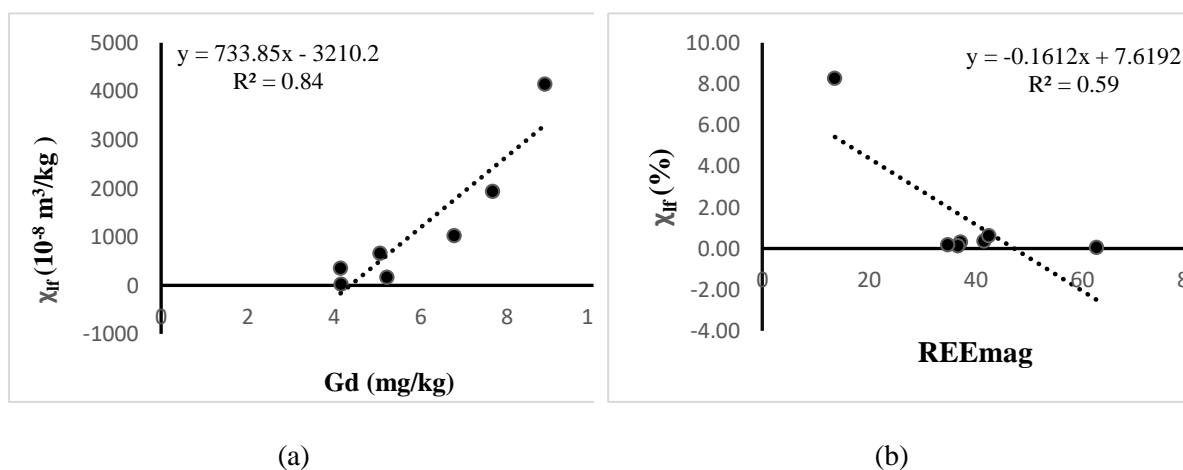 y = 733.85x - 3210.2
R² = 0.84
5000
4000
3000
2000
1000
0
-1000
0 2 4 6 8 1
χlf (10-8 m3/kg )
Gd (mg/kg)
(a)
y = -0.1612x + 7.6192
R² = 0.59
10.00
8.00
6.00
4.00
2.00
0.00
-2.00
-4.00
0 20 40 60 80
χlf (%)
REEmag
(b)